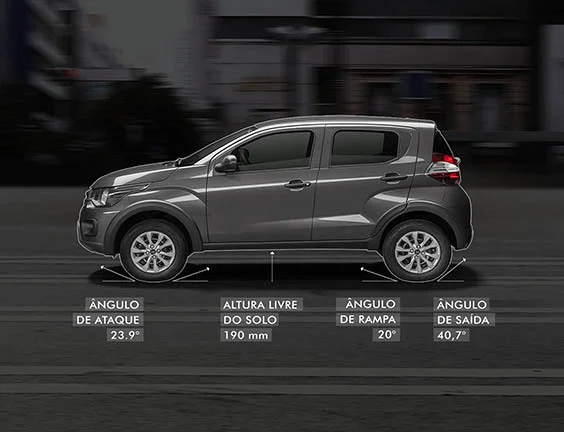 ÂNGULO
DE ATAQUE
23.9°
ALTURA LIVRE
DO SOLO
190 mm
ÂNGULO
DE RAMPA
20°
ÂNGULO
DE SAÍDA
40,7°